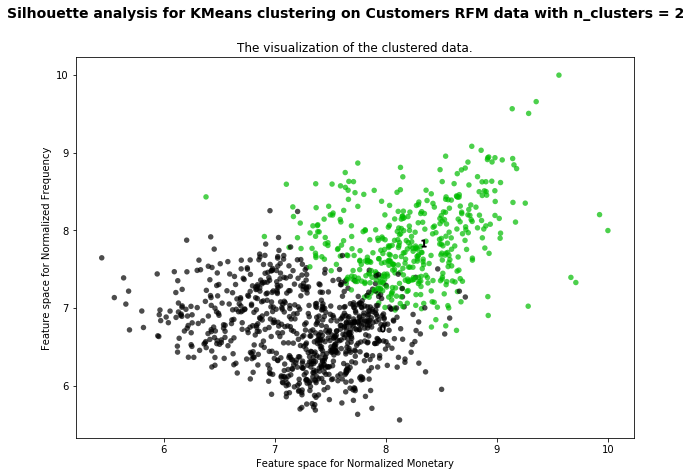 Silhouette analysis for KMeans clustering on Customers RFM data with n_clusters = 2
The visualization of the clustered data.
10
9
8
7
6
Feature space for Normalized Frequency
1
0
6 7 8 9 10
Feature space for Normalized Monetary